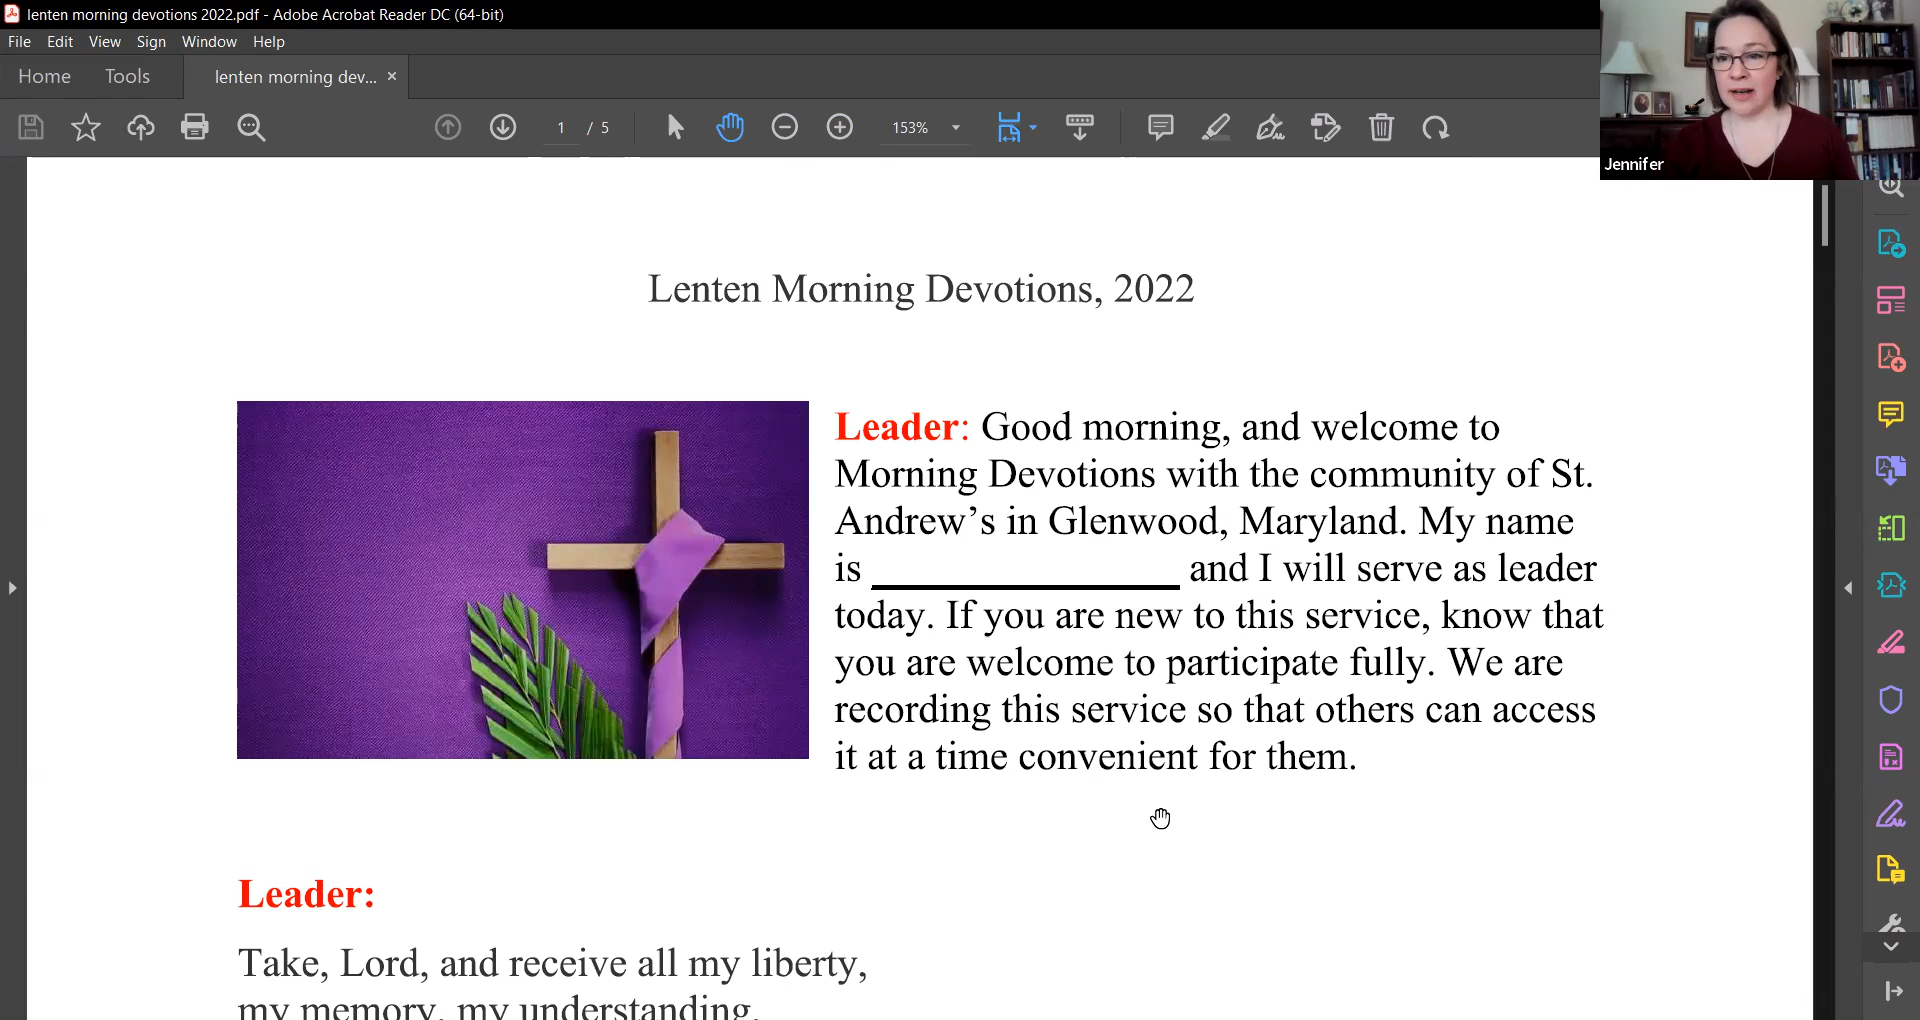 lenten morning devotions 2022.pdf - Adobe Acrobat Reader DC (64-bit)
File Edit View Sign Window Help
Home Tools lenten morning dev... ×
1 / 5 153%
Jennifer
Lenten Morning Devotions, 2022
Leader: Good morning, and welcome to
Morning Devotions with the community of St.
Andrew’s in Glenwood, Maryland. My name
is ______________ and I will serve as leader
today. If you are new to this service, know that
you are welcome to participate fully. We are
recording this service so that others can access
it at a time convenient for them.
Leader:
Take, Lord, and receive all my liberty,
my memory, my understanding,